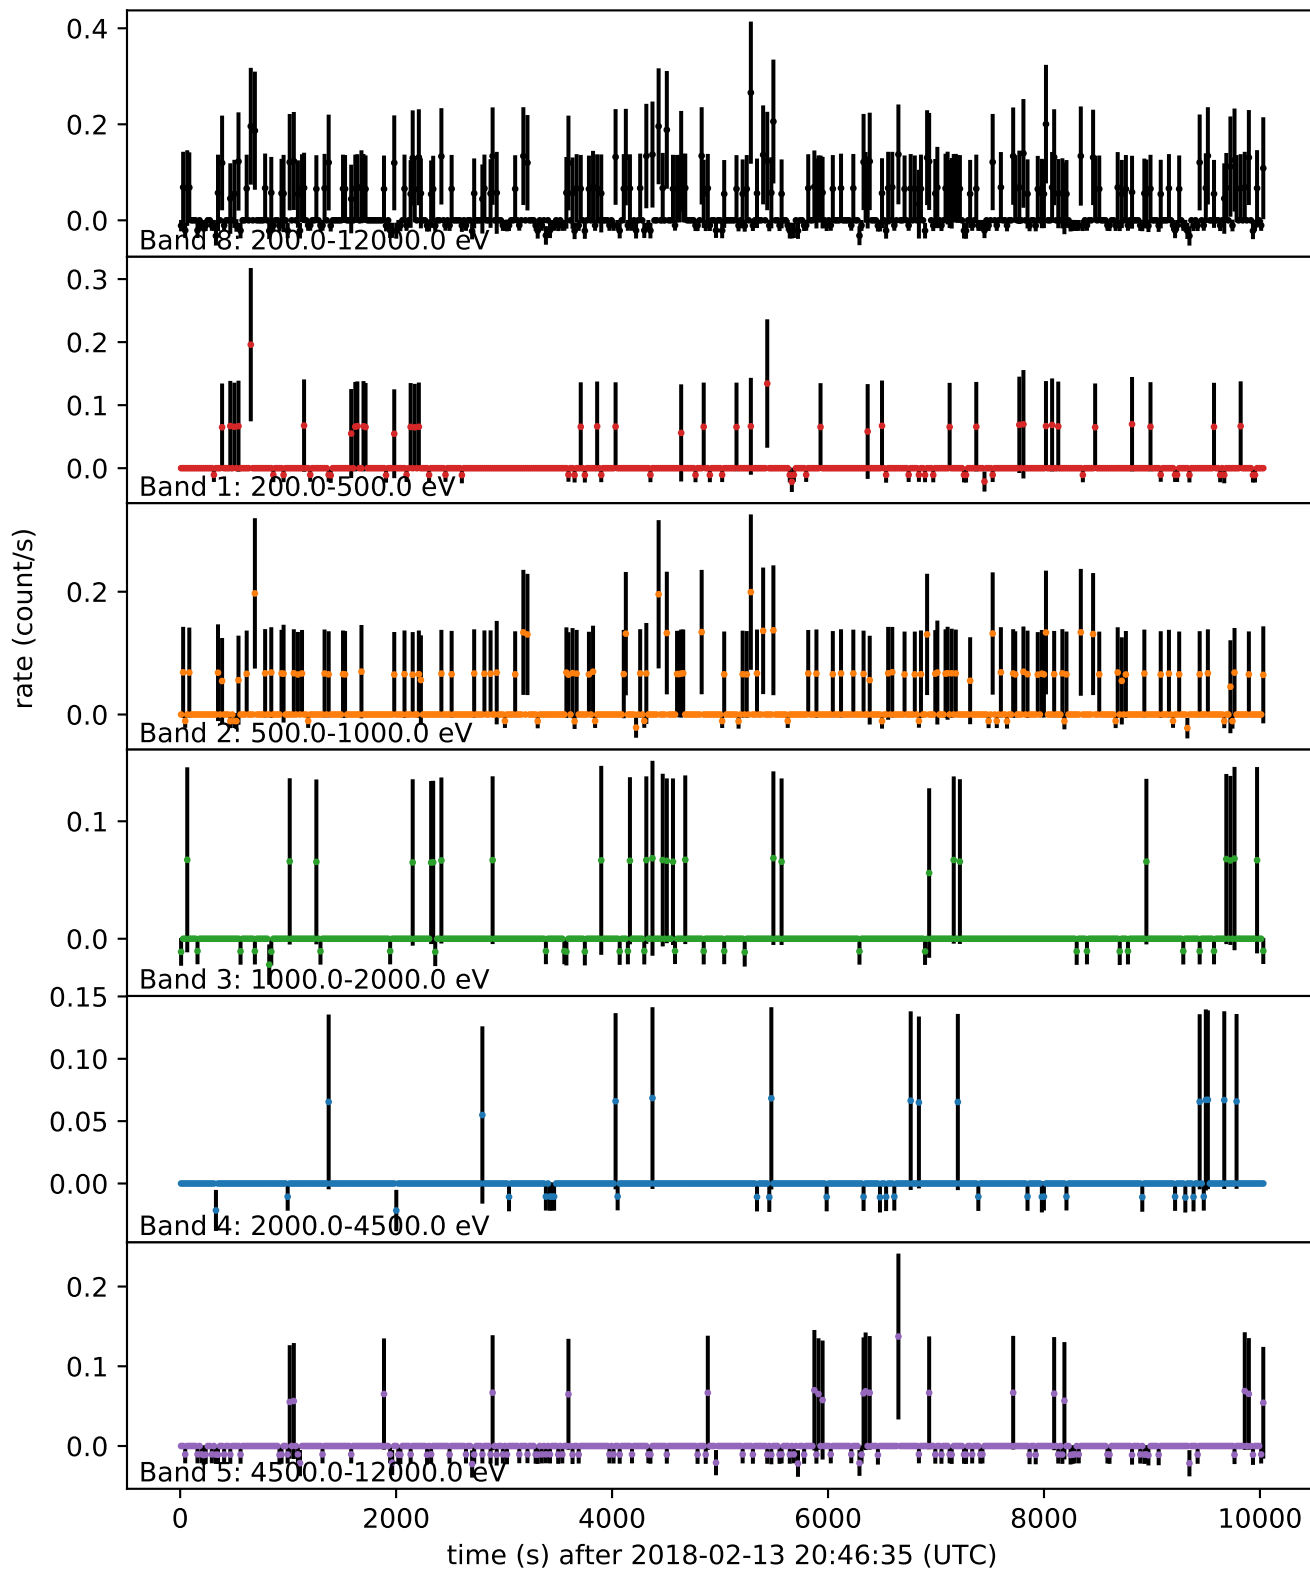 0.4
0.2
0.0
Band 8: 200.0-12000.0 eV
0.3
0.2
0.1
0.0
Band 1: 200.0-500.0 eV
rate (count/s)
0.2
0.0
Band 2: 500.0-1000.0 eV
0.1
0.0
Band 3: 1000.0-2000.0 eV
0.15
0.10
0.05
0.00
Band 4: 2000.0-4500.0 eV
0.2
0.1
0.0
Band 5: 4500.0-12000.0 eV
0 2000 4000 6000 8000 10000
time (s) after 2018-02-13 20:46:35 (UTC)